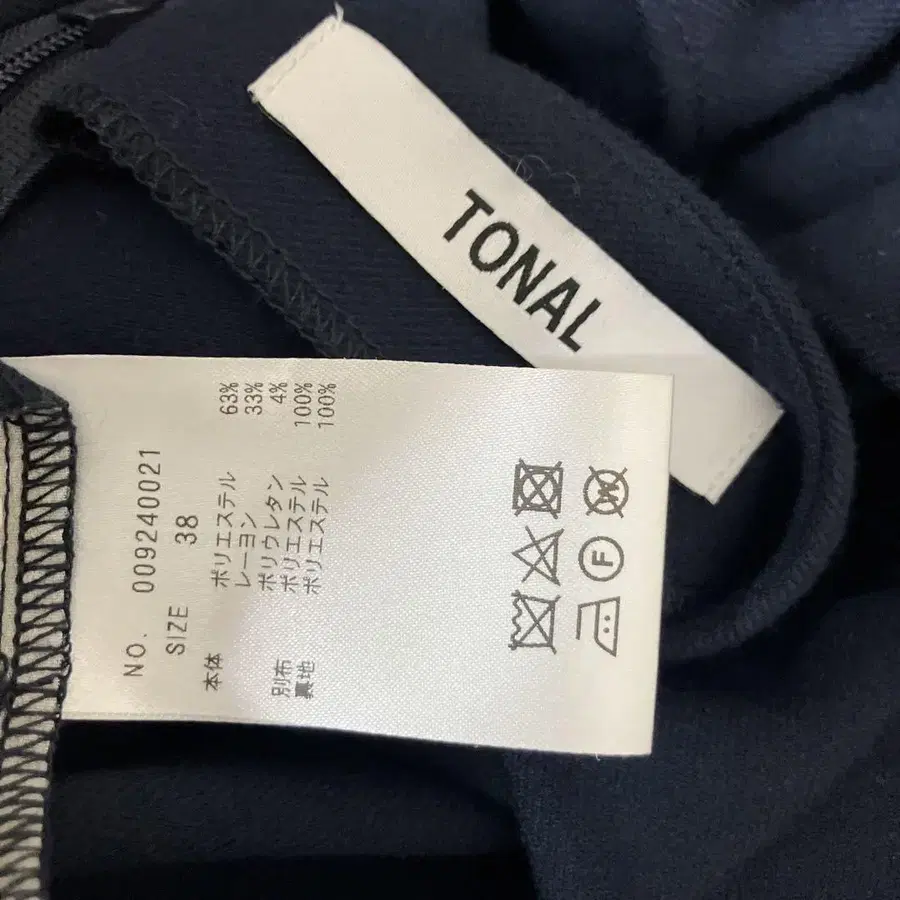 TONAL
NO. 009240021
SIZE 38
本体 ポリエステル 63%
レーヨン 33%
ポリウレタン 4%
別布 ポリエステル 100%
裏地 ポリエステル 100%
W
F